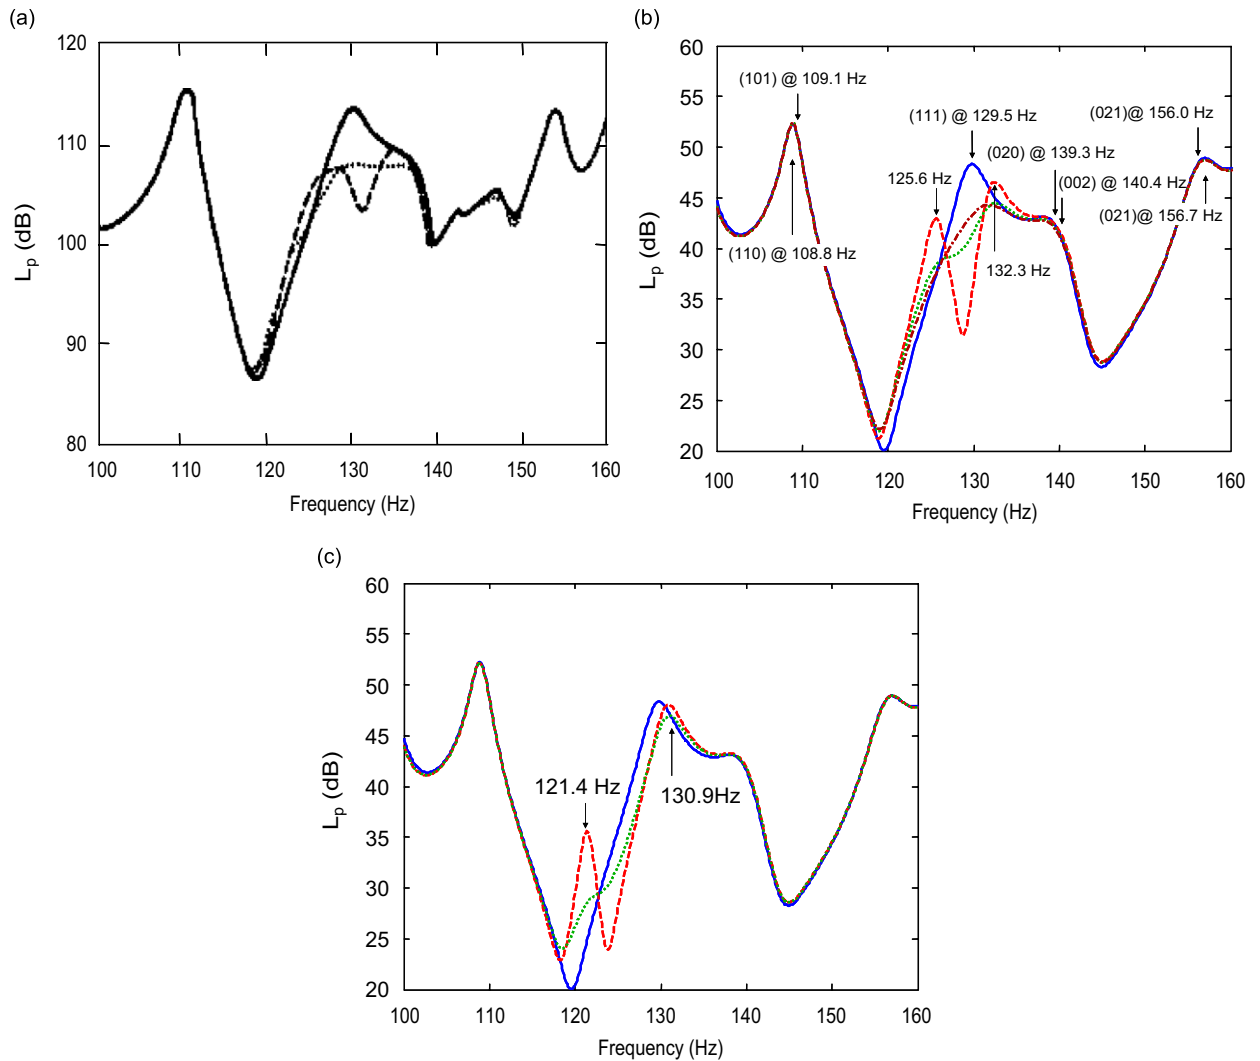 (a)
120
110
100
90
80
Lp (dB)
100 110 120 130 140 150 160
Frequency (Hz)
(b)
60
55
50
45
40
35
30
25
20
Lp (dB)
(101) @ 109.1 Hz
(111) @ 129.5 Hz
(021)@ 156.0 Hz
(020) @ 139.3 Hz
125.6 Hz
(002) @ 140.4 Hz
(021)@ 156.7 Hz
(110) @ 108.8 Hz
132.3 Hz
100 110 120 130 140 150 160
Frequency (Hz)
(c)
60
55
50
45
40
35
30
25
20
Lp (dB)
121.4 Hz
130.9Hz
100 110 120 130 140 150 160
Frequency (Hz)